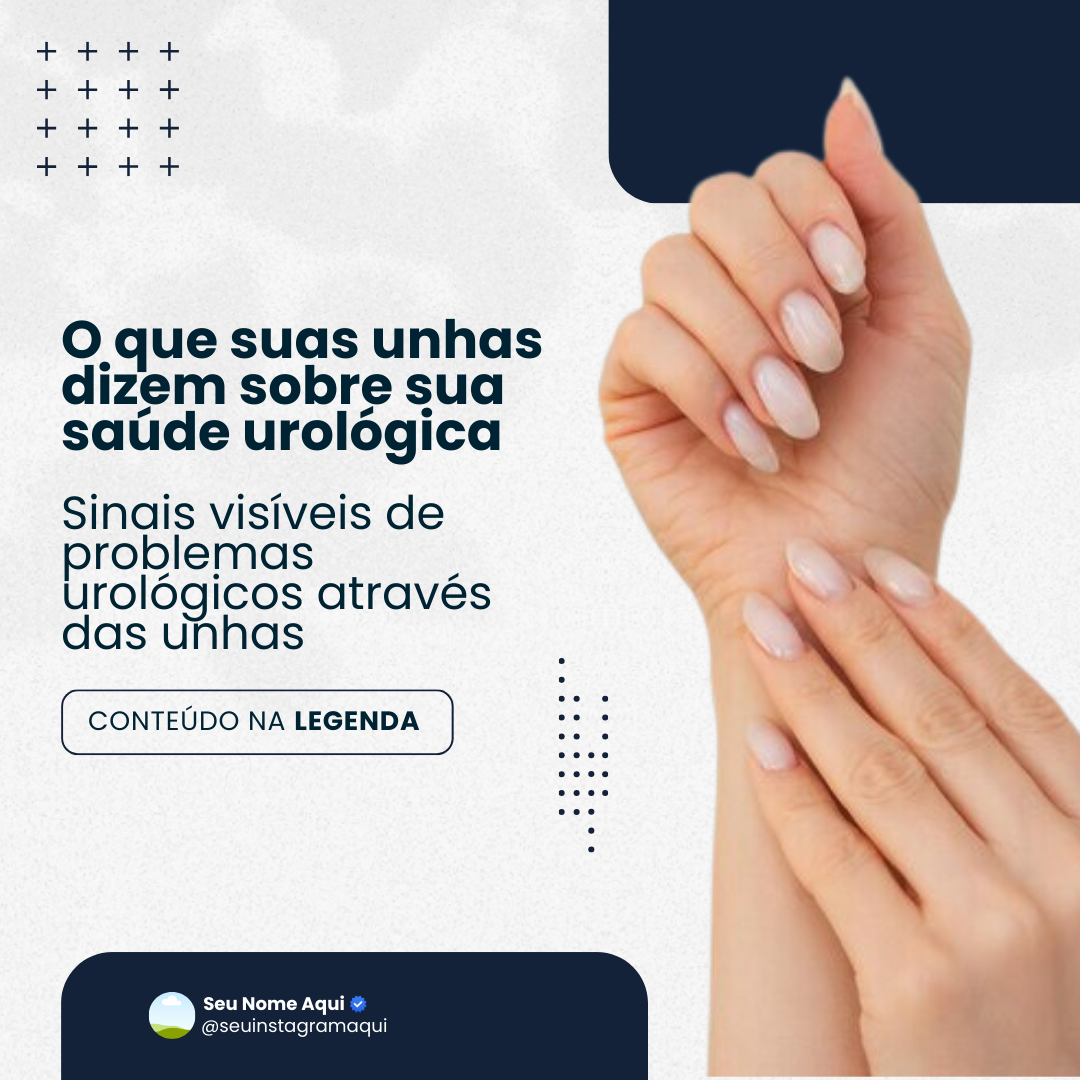 O que suas unhas
dizem sobre sua
saúde urológica
Sinais visíveis de
problemas
urológicos através
das unhas
CONTEÚDO NA LEGENDA
Seu Nome Aqui
@seuinstagramaqui